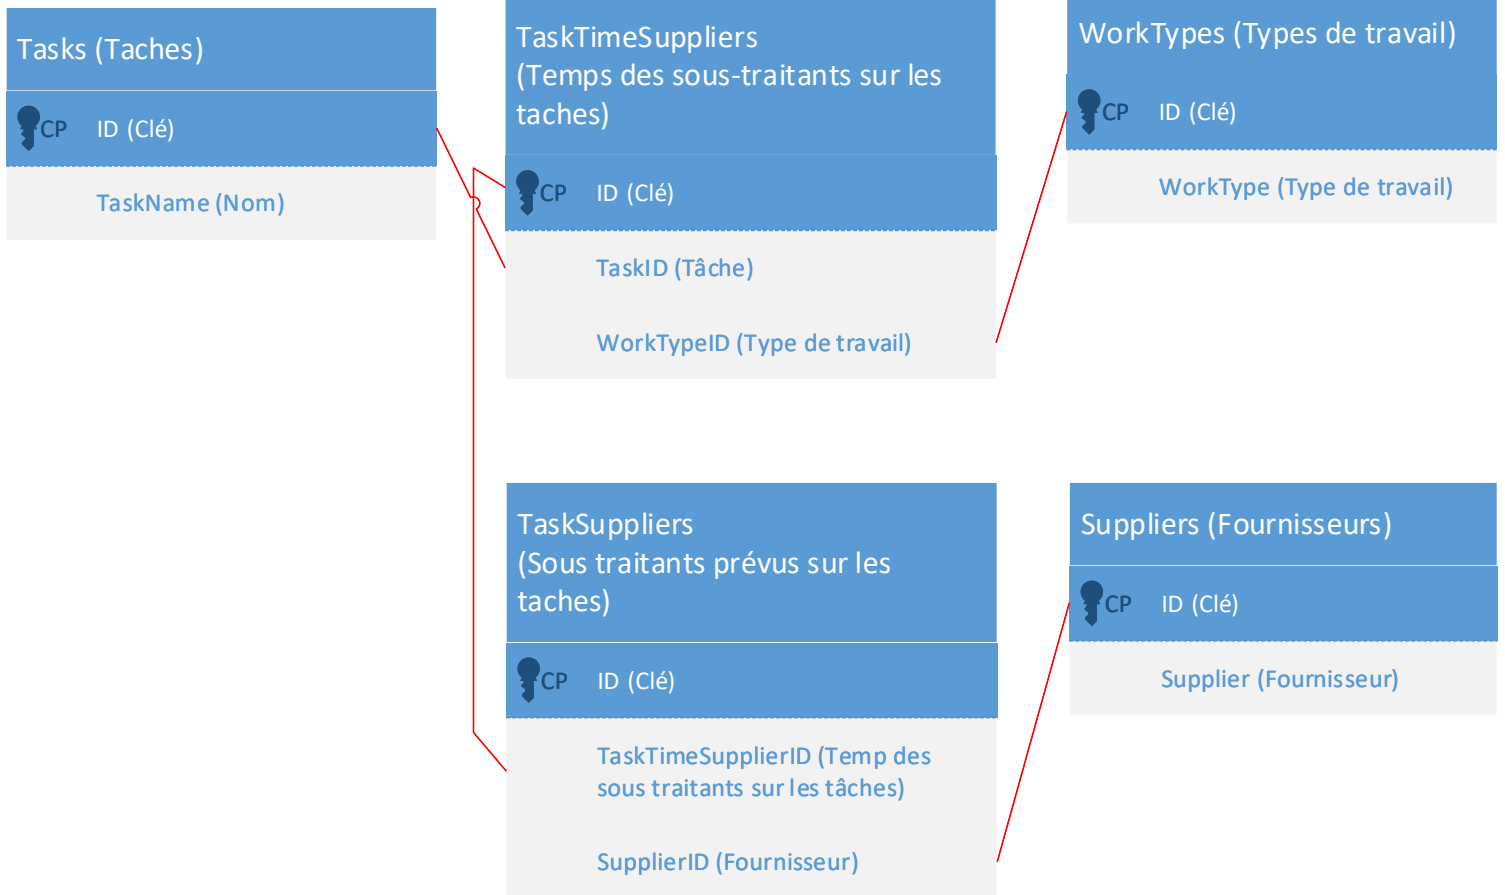 Tasks (Taches)
CP ID (Clé)
TaskName (Nom)
TaskTimeSuppliers
(Temps des sous-traitants sur les
taches)
CP ID (Clé)
TaskID (Tâche)
WorkTypeID (Type de travail)
WorkTypes (Types de travail)
CP ID (Clé)
WorkType (Type de travail)
TaskSuppliers
(Sous traitants prévus sur les
taches)
CP ID (Clé)
TaskTimeSupplierID (Temp des
sous traitants sur les tâches)
SupplierID (Fournisseur)
Suppliers (Fournisseurs)
CP ID (Clé)
Supplier (Fournisseur)